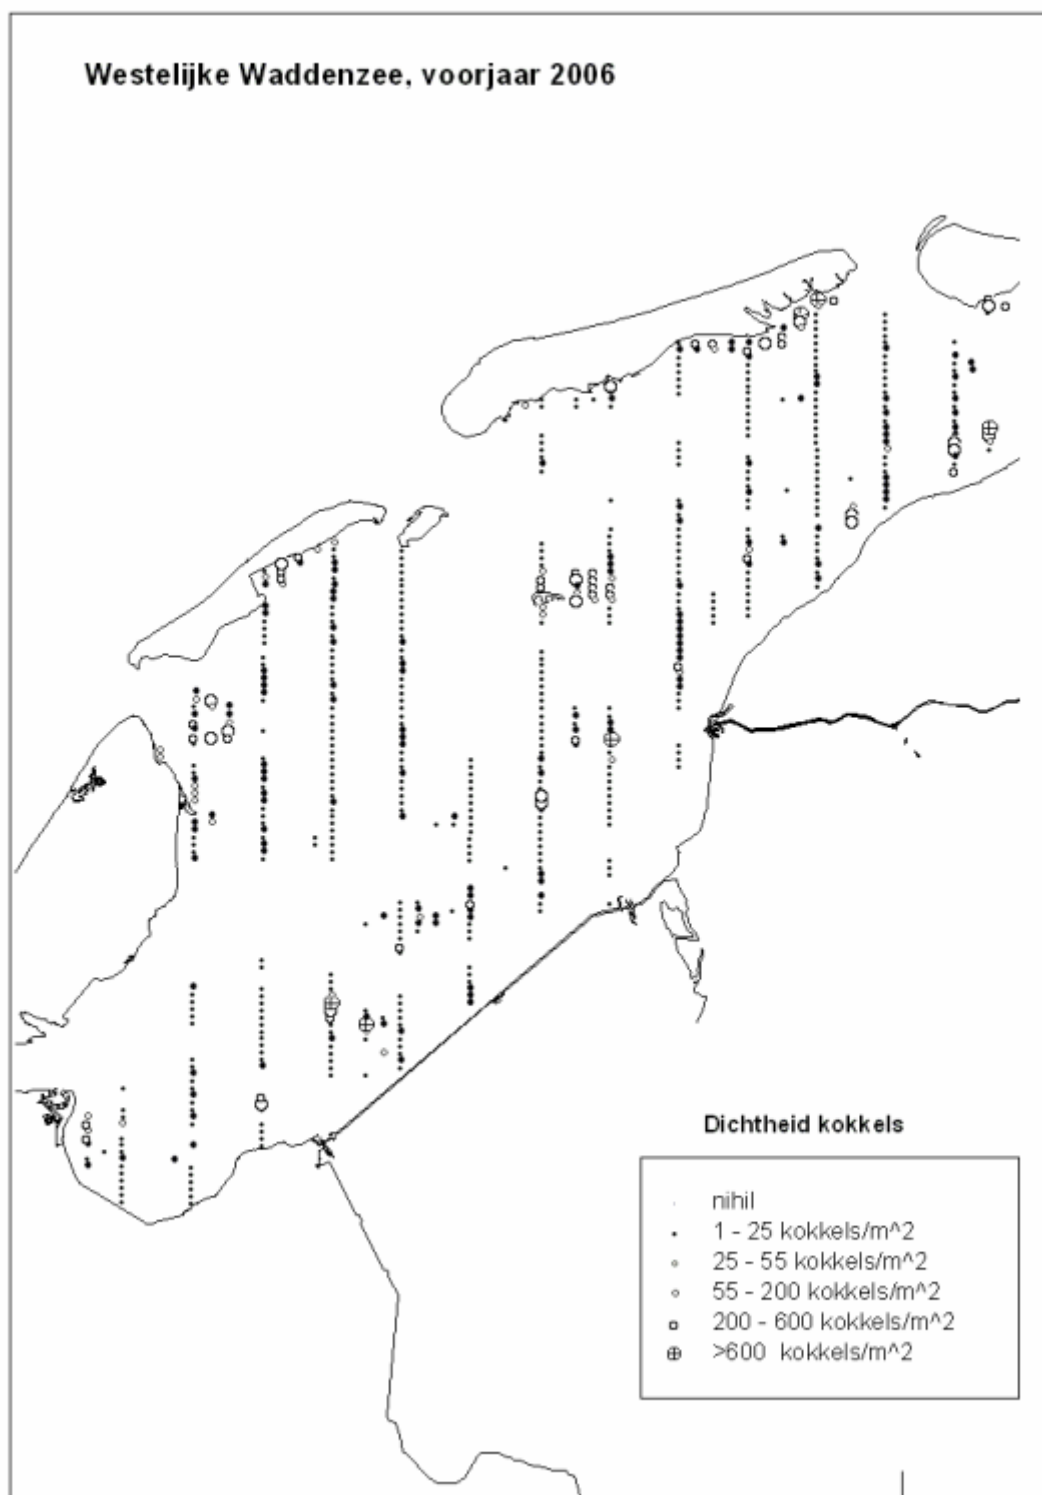 Westelijke Waddenzee, voorjaar 2006
Dichtheid kokkels
nihil
1 - 25 kokkels/m^2
25 - 55 kokkels/m^2
55 - 200 kokkels/m^2
200 - 600 kokkels/m^2
>600 kokkels/m^2